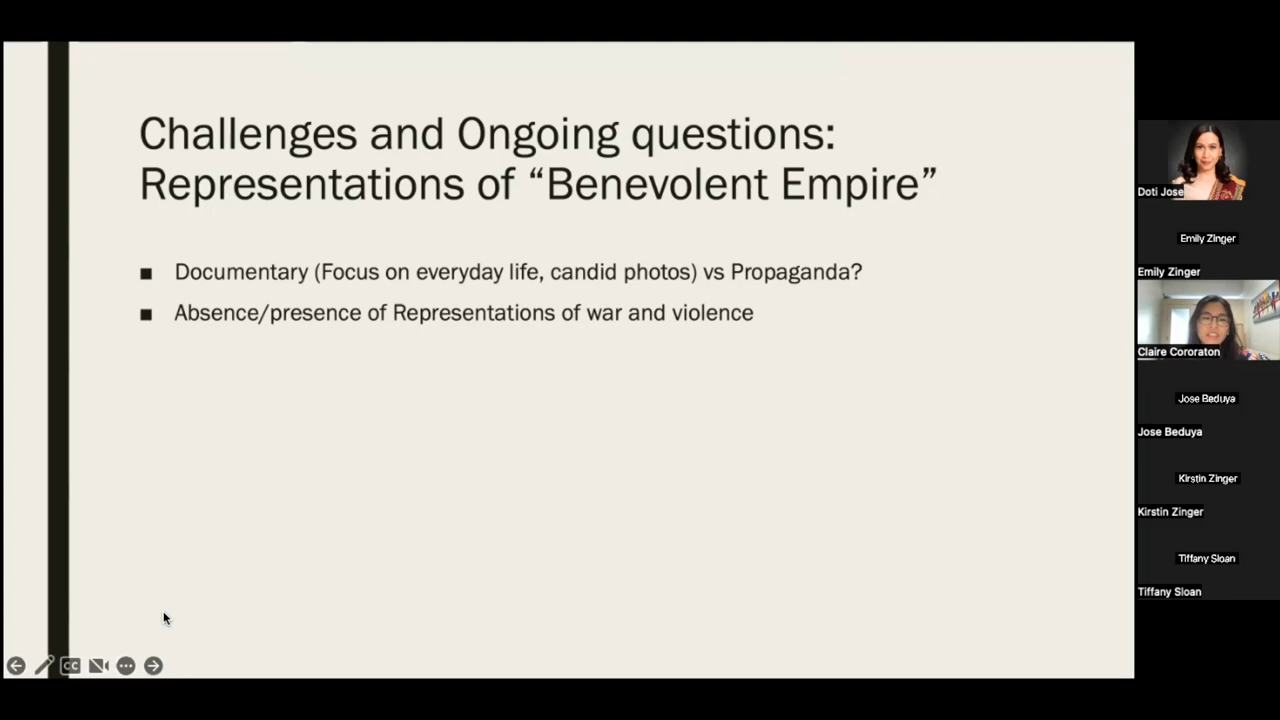 Challenges and Ongoing questions:
Representations of “Benevolent Empire”
■ Documentary (Focus on everyday life, candid photos) vs Propaganda?
■ Absence/presence of Representations of war and violence
CC
Doti Jose
Emily Zinger
Emily Zinger
Claire Cororaton
Jose Beduya
Jose Beduya
Kirstin Zinger
Kirstin Zinger
Tiffany Sloan
Tiffany Sloan